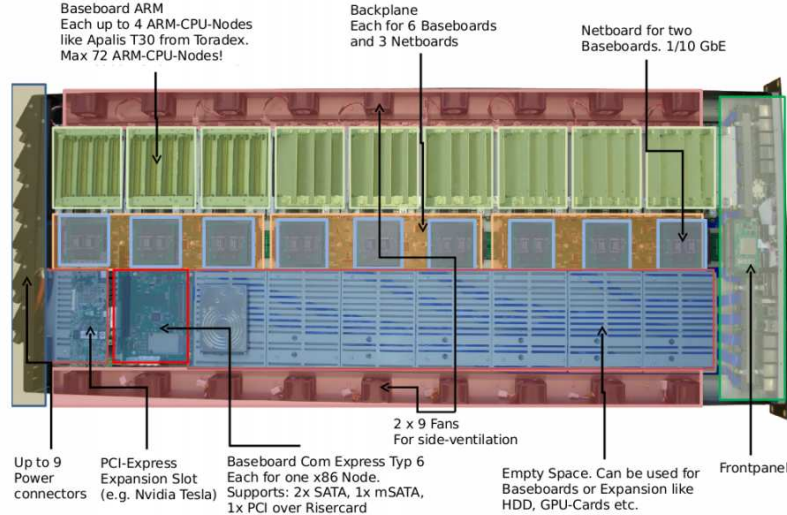 Baseboard ARM
Each up to 4 ARM-CPU-Nodes
like Apalis T30 from Toradex.
Max 72 ARM-CPU-Nodes!
Backplane
Each for 6 Baseboards
and 3 Netboards
Netboard for two
Baseboards. 1/10 GbE
2 x 9 Fans
For side-ventilation
Up to 9
Power
connectors
PCI-Express
Expansion Slot
(e.g. Nvidia Tesla)
Baseboard Com Express Typ 6
Each for one x86 Node.
Supports: 2x SATA, 1x mSATA,
1x PCI over Risercard
Empty Space. Can be used for
Baseboards or Expansion like
HDD, GPU-Cards etc.
Frontpanel